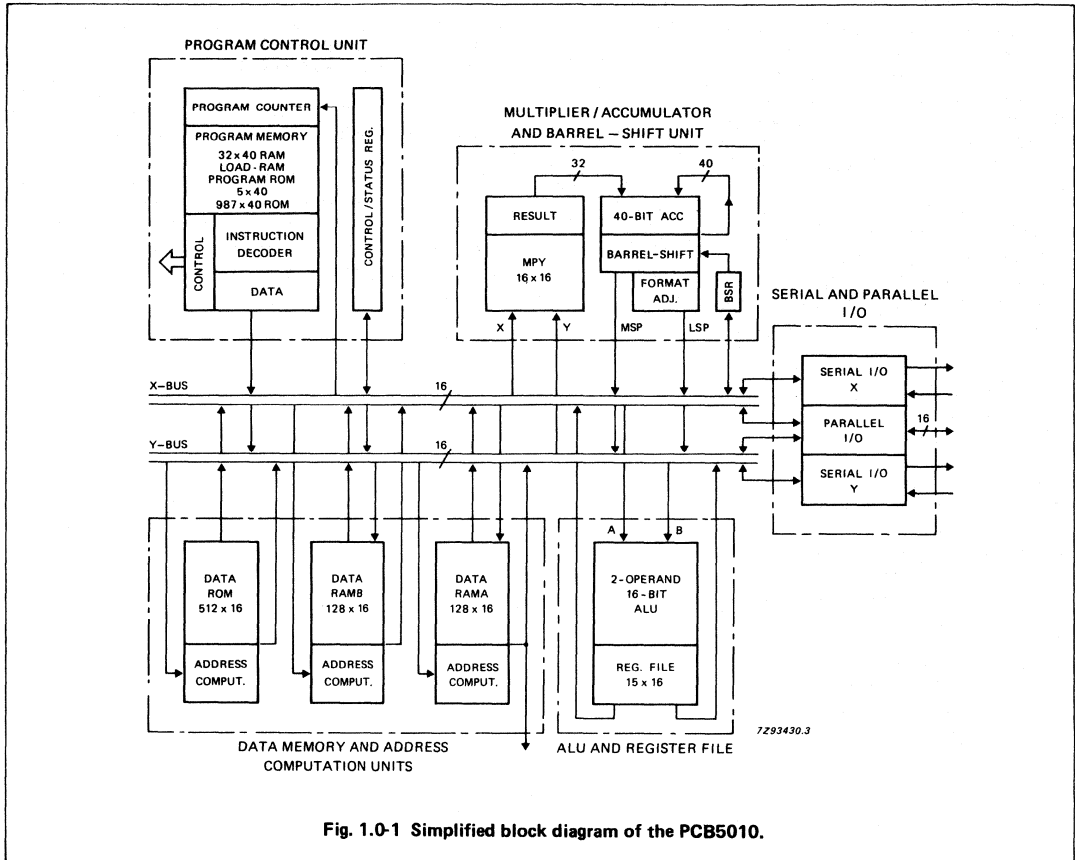 PROGRAM CONTROL UNIT
PROGRAM COUNTER
PROGRAM MEMORY
32 x 40 RAM
LOAD - RAM
PROGRAM ROM
5 x 40
987 x 40 ROM
CONTROL
INSTRUCTION
DECODER
DATA
CONTROL/STATUS REG.
MULTIPLIER / ACCUMULATOR
AND BARREL – SHIFT UNIT
32
40
RESULT
MPY
16 x 16
40-BIT ACC
BARREL-SHIFT
FORMAT
ADJ.
BSR
X
Y
MSP
LSP
SERIAL AND PARALLEL
I/O
SERIAL I/O
X
PARALLEL
I/O
SERIAL I/O
Y
16
X-BUS
16
Y-BUS
16
DATA
ROM
512 x 16
ADDRESS
COMPUT.
DATA
RAMB
128 x 16
ADDRESS
COMPUT.
DATA
RAMA
128 x 16
ADDRESS
COMPUT.
A
B
2-OPERAND
16-BIT
ALU
REG. FILE
15 x 16
7Z93430.3
DATA MEMORY AND ADDRESS
COMPUTATION UNITS
ALU AND REGISTER FILE
Fig. 1.0-1 Simplified block diagram of the PCB5010.